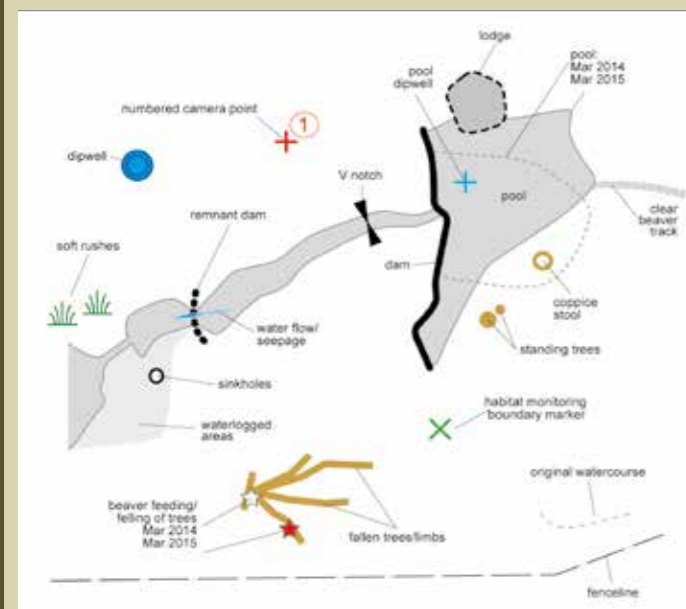 lodge
pool:
Mar 2014
Mar 2015
pool
dipwell
numbered camera point
1
dipwell
V notch
pool
clear
beaver
track
remnant dam
soft rushes
dam
coppice
stool
water flow/
seepage
standing trees
sinkholes
habitat monitoring
boundary marker
waterlogged
areas
original watercourse
beaver feeding/
felling of trees
Mar 2014
Mar 2015
fallen trees/limbs
fenceline